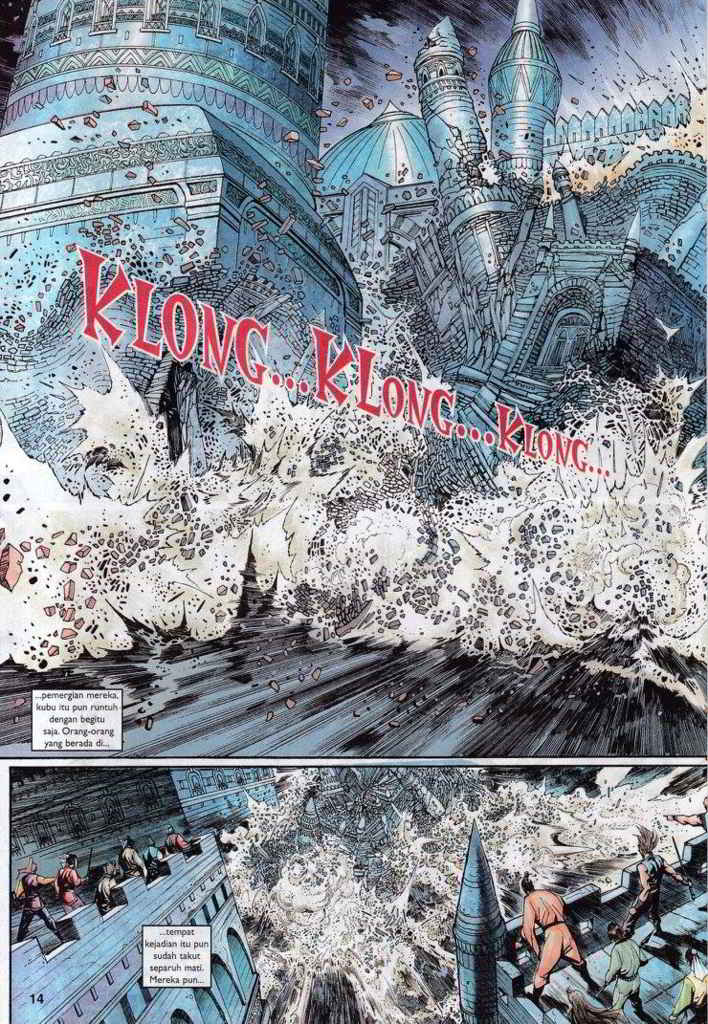 KLONG...KLONG...KLONG...
...pemergian mereka,
kubu itu pun runtuh
dengan begitu
saja. Orang-orang
yang berada di...
...tempat
kejadian itu pun
sudah takut
separuh mati.
Mereka pun...
14